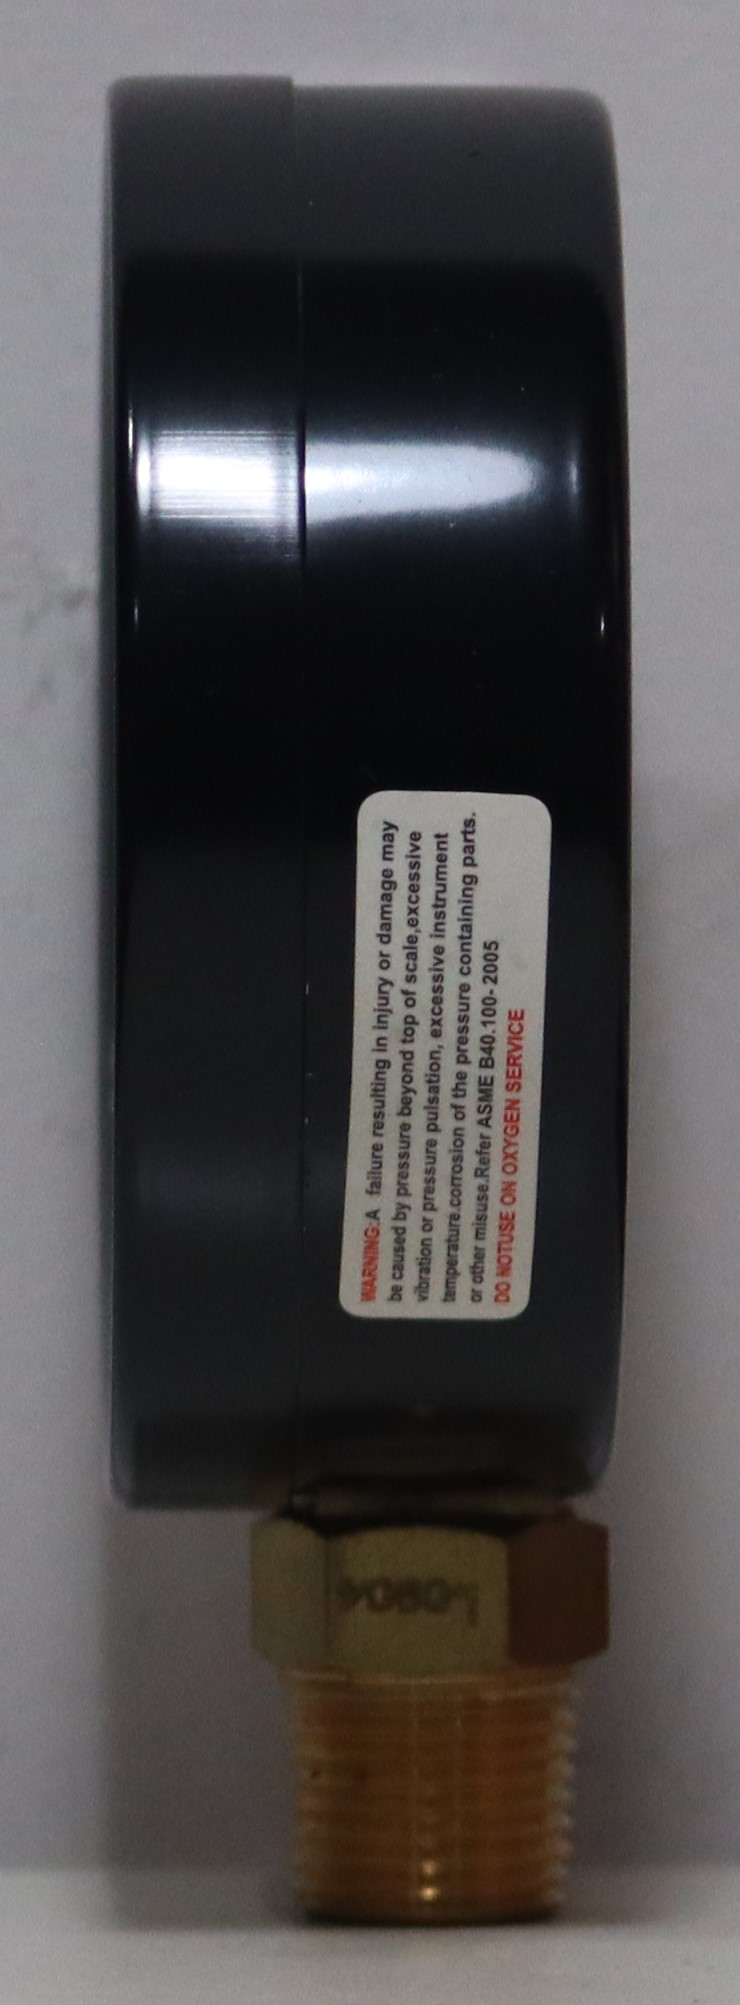 WARNING:A failure resulting in injury or damage may
be caused by pressure beyond top of scale,excessive
vibration or pressure pulsation, excessive instrument
temperature.corrosion of the pressure containing parts.
or other misuse.Refer ASME B40.100-2005
DO NOTUSE ON OXYGEN SERVICE